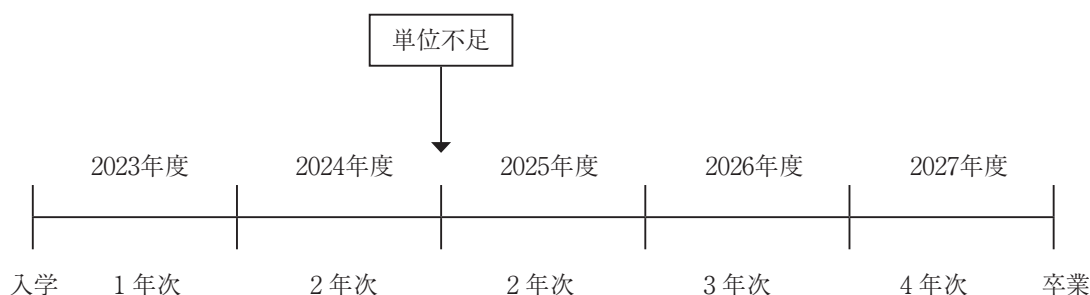 単位不足
2023年度 2024年度 2025年度 2026年度 2027年度
入学 1年次 2年次 2年次 3年次 4年次 卒業